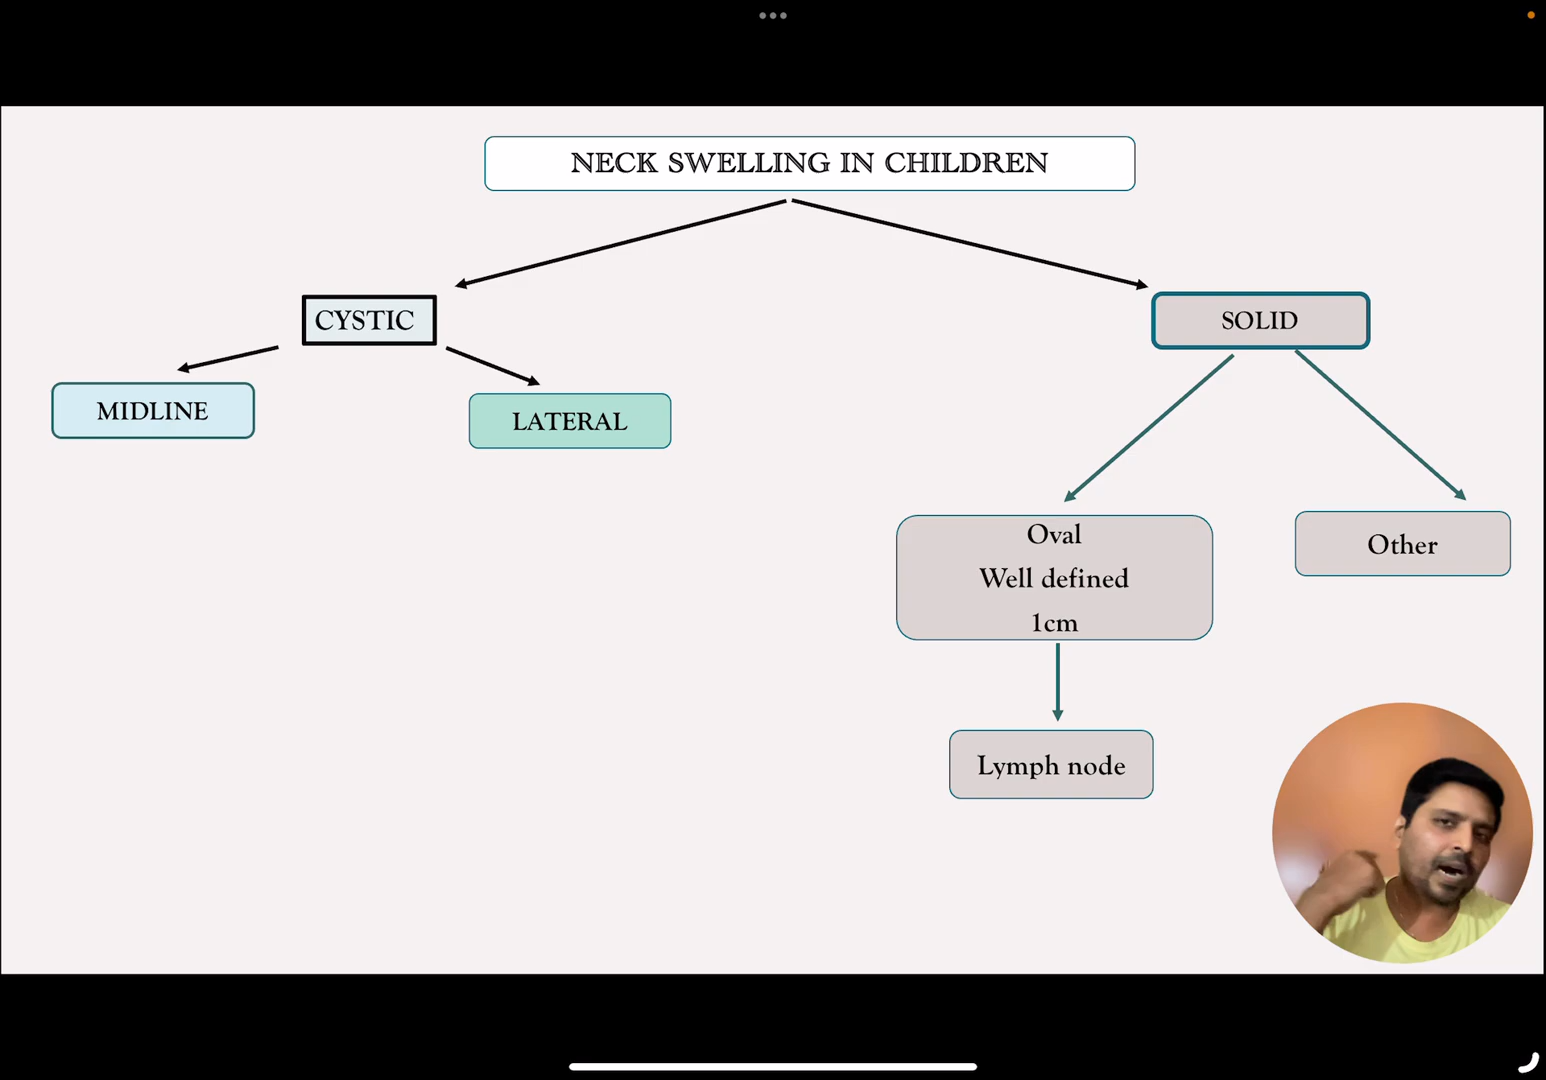 NECK SWELLING IN CHILDREN
CYSTIC
SOLID
MIDLINE
LATERAL
Oval
Well defined
1cm
Other
Lymph node